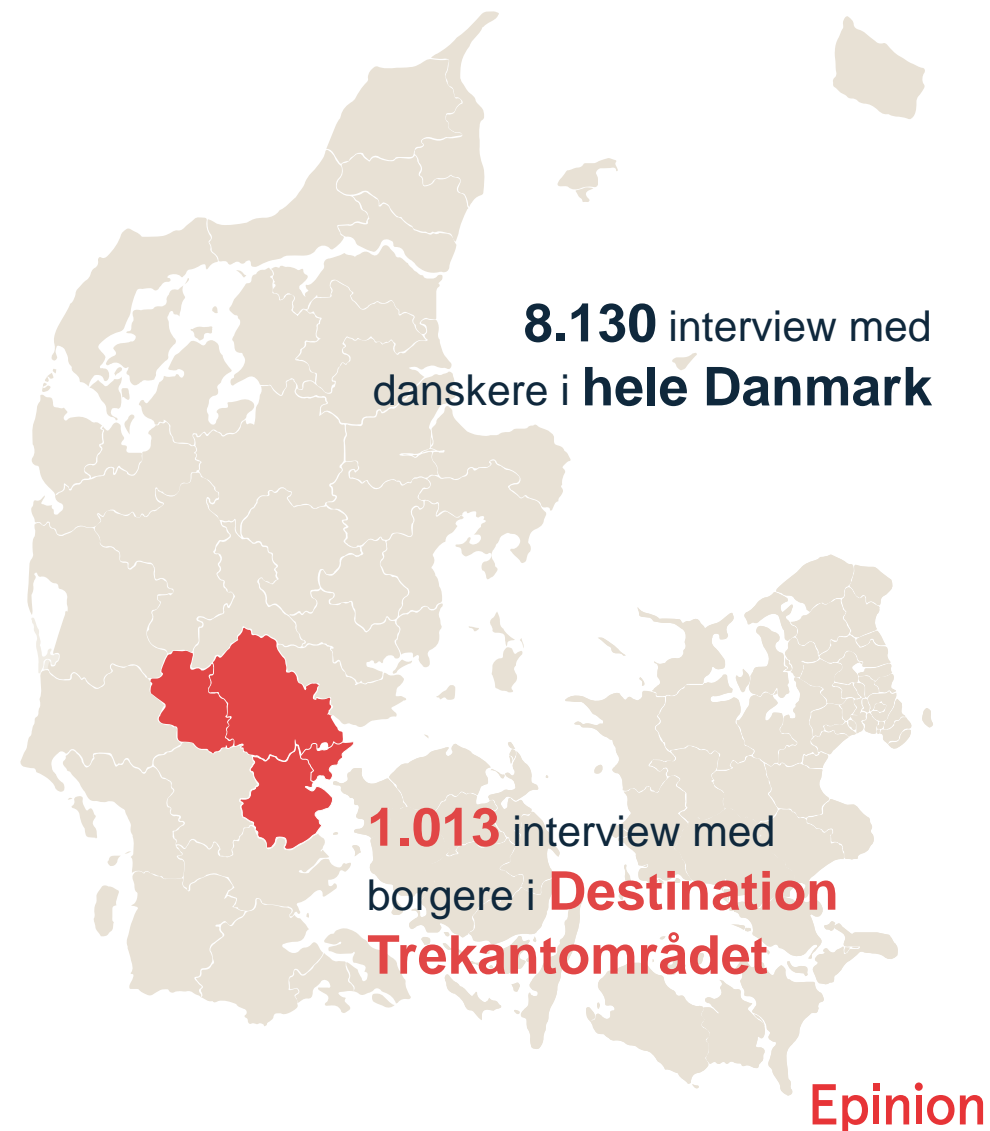 8.130 interview med
danskere i hele Danmark
1.013 interview med
borgere i Destination
Trekantområdet
Epinion